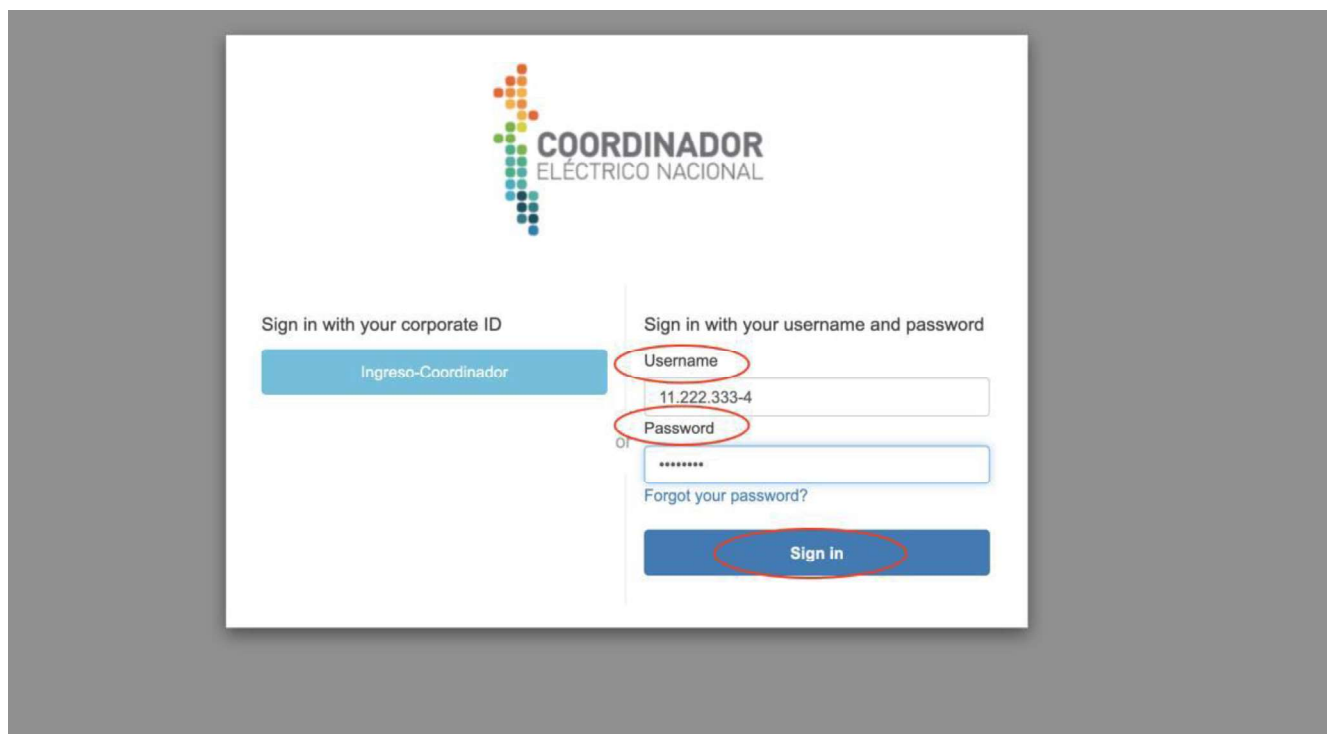 COORDINADOR
ELÉCTRICO NACIONAL
Sign in with your corporate ID
Ingreso-Coordinador
or
Sign in with your username and password
Username
11.222.333-4
Password
••••••••
Forgot your password?
Sign in